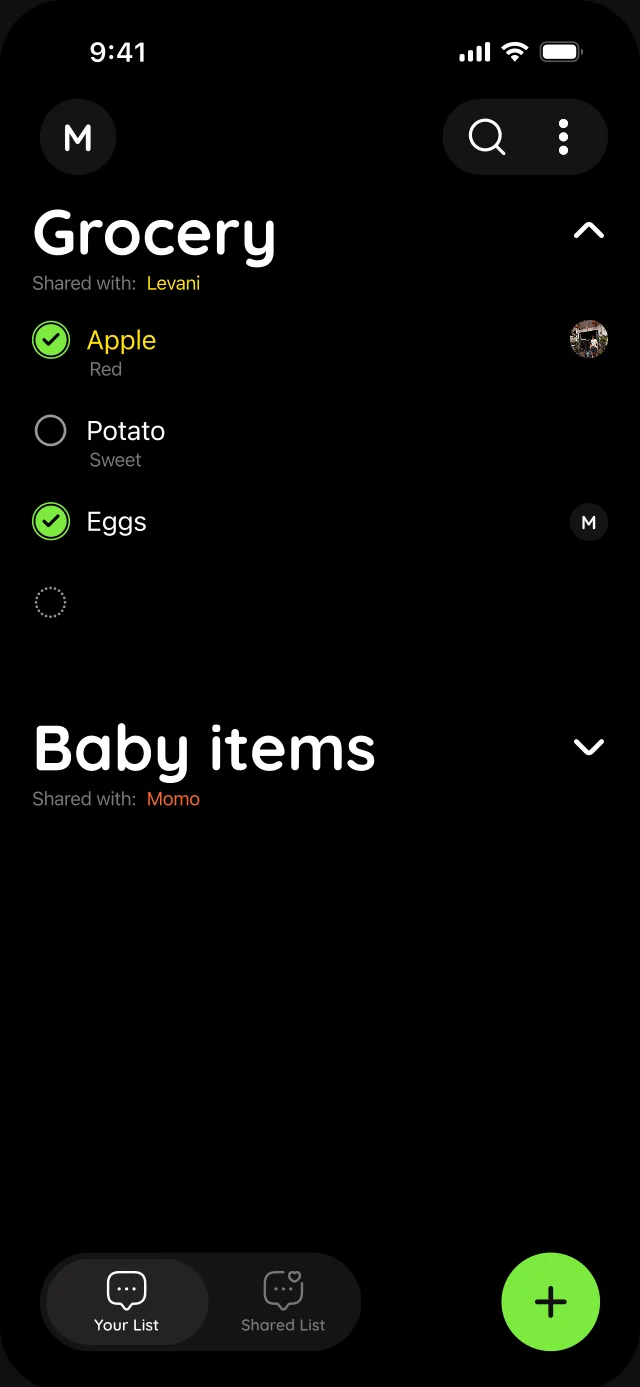 9:41
M
Grocery
Shared with: Levani
Apple
Red
Potato
Sweet
Eggs
M
Baby items
Shared with: Momo
Your List
Shared List